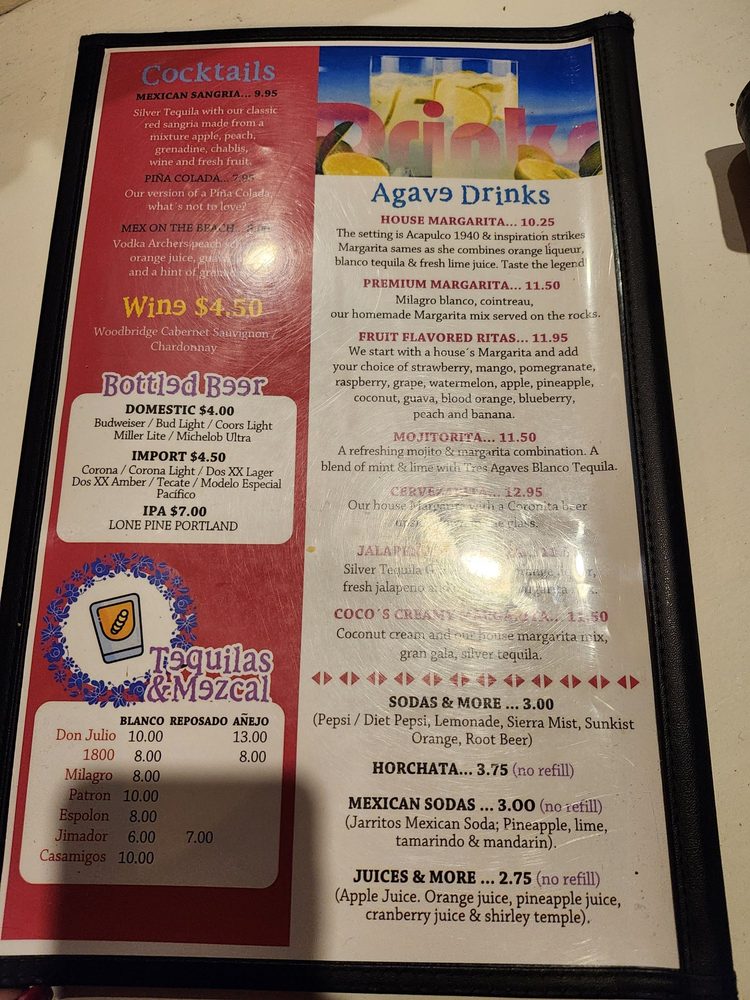 Cocktails
MEXICAN SANGRIA... 9.95
Silver Tequila with our classic
red sangria made from a
mixture apple, peach,
grenadine, chablis,
wine and fresh fruit.
PIÑA COLADA... 7.95
Our version of a Piña Colada,
what´s not to love?
MEX ON THE BEACH...
Vodka Archers peach
orange juice,
and a hint of
Wine $4.50
Woodbridge Cabernet Sauvignon /
Chardonnay
Bottled Beer
DOMESTIC $4.00
Budweiser / Bud Light / Coors Light
Miller Lite / Michelob Ultra
IMPORT $4.50
Corona / Corona Light / Dos XX Lager
Dos XX Amber / Tecate / Modelo Especial
Pacífico
IPA $7.00
LONE PINE PORTLAND
Tequilas
&Mezcal
BLANCO REPOSADO AÑEJO
Don Julio 10.00 13.00
1800 8.00 8.00
Milagro 8.00
Patron 10.00
Espolon 8.00
Jimador 6.00 7.00
Casamigos 10.00
Drinks
Agave Drinks
HOUSE MARGARITA... 10.25
The setting is Acapulco 1940 & inspiration strikes
Margarita sames as she combines orange liqueur,
blanco tequila & fresh lime juice. Taste the legend
PREMIUM MARGARITA... 11.50
Milagro blanco, cointreau,
our homemade Margarita mix served on the rocks.
FRUIT FLAVORED RITAS... 11.95
We start with a house´s Margarita and add
your choice of strawberry, mango, pomegranate,
raspberry, grape, watermelon, apple, pineapple,
coconut, guava, blood orange, blueberry,
peach and banana.
MOJITORITA... 11.50
A refreshing mojito & margarita combination. A
blend of mint & lime with Tres Agaves Blanco Tequila.
12.95
Our house Margarita with a Coronita beer
glass.
Silver Tequila
fresh jalapeno and
COCO´S CREAMY MARGARITA... 11.50
Coconut cream and our house margarita mix,
gran gala, silver tequila.
SODAS & MORE ... 3.00
(Pepsi / Diet Pepsi, Lemonade, Sierra Mist, Sunkist
Orange, Root Beer)
HORCHATA... 3.75 (no refill)
MEXICAN SODAS ... 3.00 (no refill)
(Jarritos Mexican Soda; Pineapple, lime,
tamarindo & mandarin).
JUICES & MORE ... 2.75 (no refill)
(Apple Juice. Orange juice, pineapple juice,
cranberry juice & shirley temple).